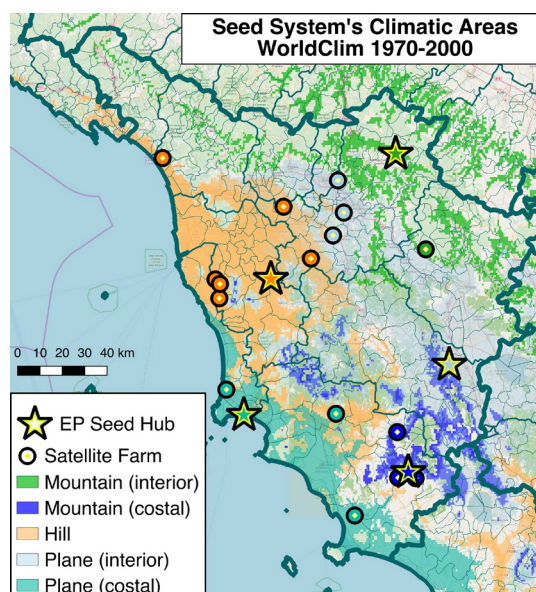 Seed System's Climatic Areas
WorldClim 1970-2000
0 10 20 30 40 km
EP Seed Hub
Satellite Farm
Mountain (interior)
Mountain (costal)
Hill
Plane (interior)
Plane (costal)